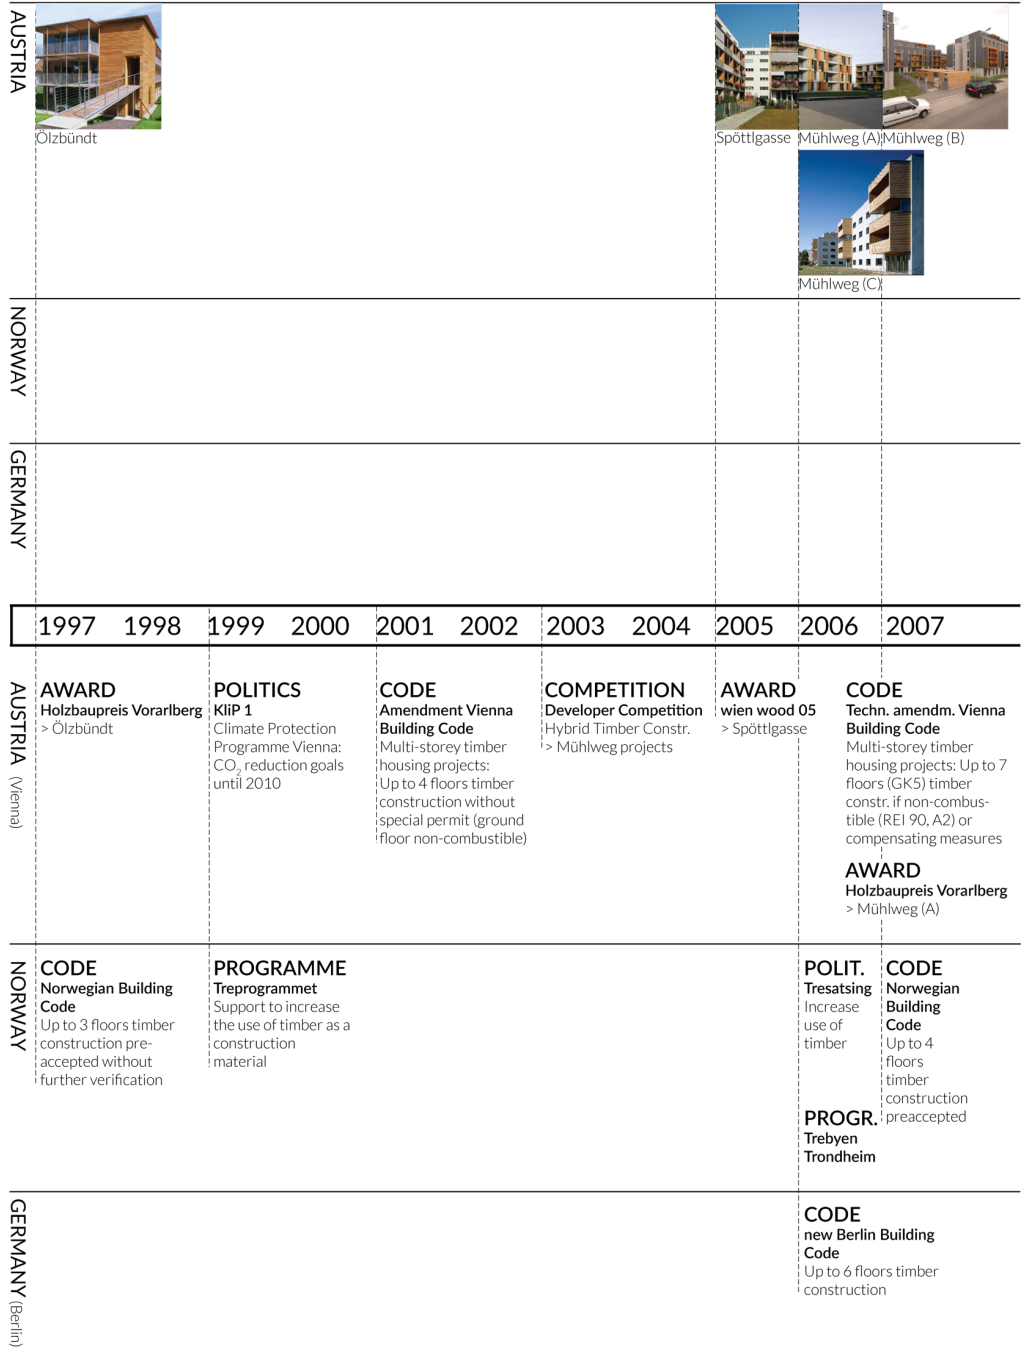 AUSTRIA
Ölzbündt
Spöttlgasse
Mühlweg (A)
Mühlweg (B)
Mühlweg (C)
NORWAY
GERMANY
1997 1998 1999 2000 2001 2002 2003 2004 2005 2006 2007
AUSTRIA (Vienna)
AWARD
Holzbaupreis Vorarlberg
> Ölzbündt
POLITICS
KliP 1
Climate Protection
Programme Vienna:
CO2 reduction goals
until 2010
CODE
Amendment Vienna
Building Code
Multi-storey timber
housing projects:
Up to 4 floors timber
construction without
special permit (ground
floor non-combustible)
COMPETITION
Developer Competition
Hybrid Timber Constr.
> Mühlweg projects
AWARD
wien wood 05
> Spöttlgasse
CODE
Techn. amendm. Vienna
Building Code
Multi-storey timber
housing projects: Up to 7
floors (GK5) timber
constr. if non-combus-
tible (REI 90, A2) or
compensating measures
AWARD
Holzbaupreis Vorarlberg
> Mühlweg (A)
NORWAY
CODE
Norwegian Building
Code
Up to 3 floors timber
construction pre-
accepted without
further verification
PROGRAMME
Treprogrammet
Support to increase
the use of timber as a
construction
material
POLIT.
Tresatsing
Increase
use of
timber
PROGR.
Trebyen
Trondheim
CODE
Norwegian
Building
Code
Up to 4
floors
timber
construction
preaccepted
GERMANY (Berlin)
CODE
new Berlin Building
Code
Up to 6 floors timber
construction